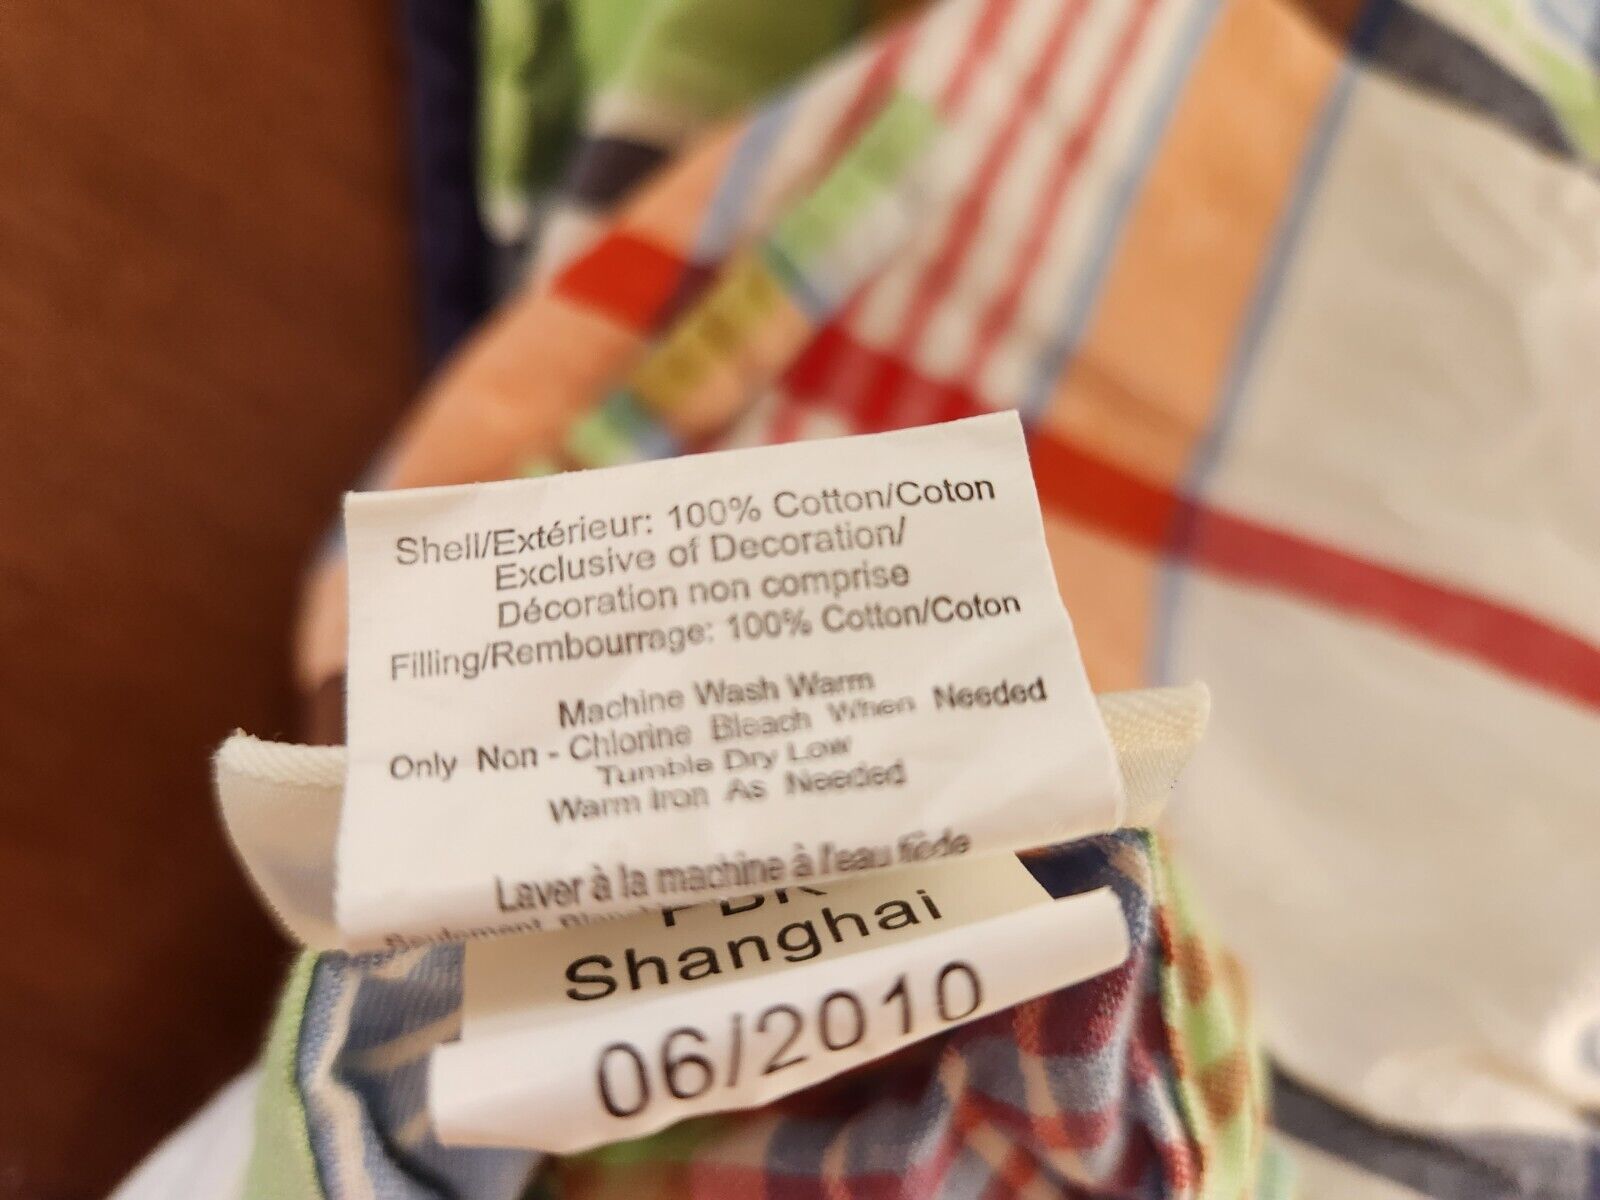 Shell/Extérieur: 100% Cotton/Coton
Exclusive of Decoration/
Décoration non comprise
Filling/Rembourrage: 100% Cotton/Coton
Machine Wash Warm
Only Non - Chlorine Bleach When Needed
Tumble Dry Low
Warm Iron As Needed
Laver à la machine à l'eau tiède
Seulement
Shanghai
06/2010